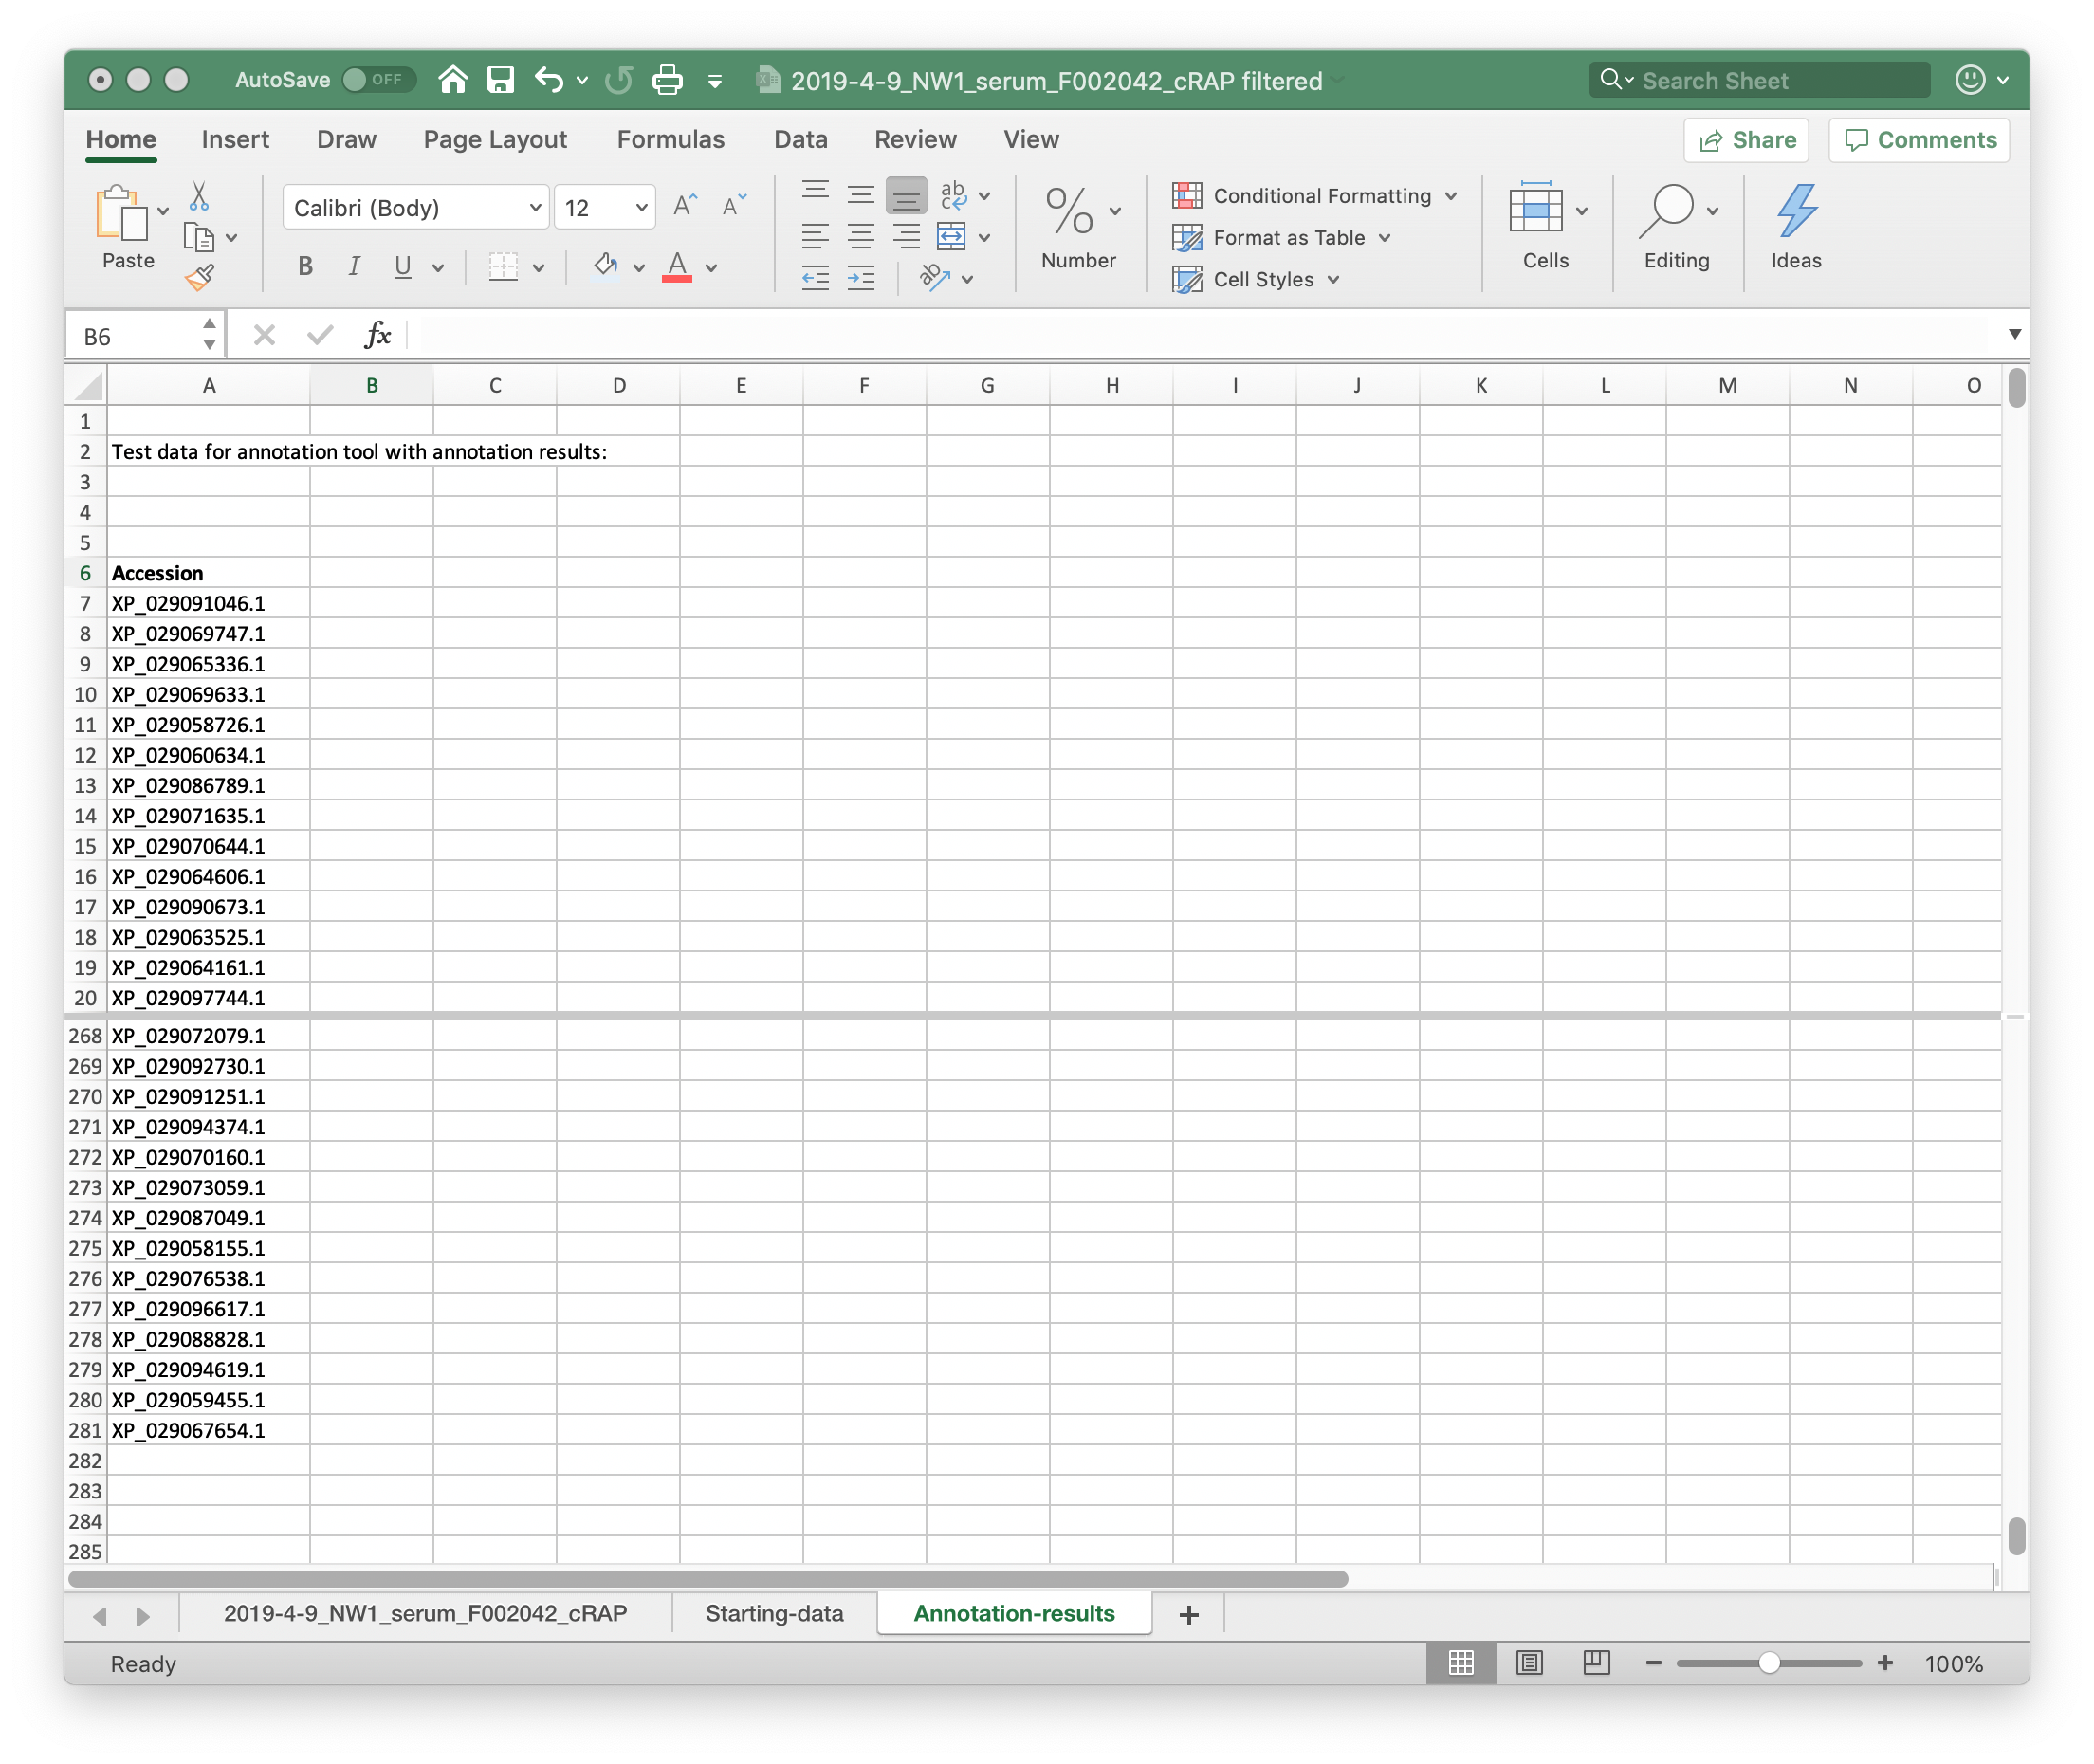 AutoSave OFF 2019-4-9_NW1_serum_F002042_cRAP filtered Search Sheet
Home Insert Draw Page Layout Formulas Data Review View Share Comments
Paste Calibri (Body) 12 A A ab c Number Conditional Formatting Cells Editing Ideas
Format as Table
B I U A ab Cell Styles
B6 fx
A B C D E F G H I J K L M N O
1
2 Test data for annotation tool with annotation results:
3
4
5
6 Accession
7 XP_029091046.1
8 XP_029069747.1
9 XP_029065336.1
10 XP_029069633.1
11 XP_029058726.1
12 XP_029060634.1
13 XP_029086789.1
14 XP_029071635.1
15 XP_029070644.1
16 XP_029064606.1
17 XP_029090673.1
18 XP_029063525.1
19 XP_029064161.1
20 XP_029097744.1
268 XP_029072079.1
269 XP_029092730.1
270 XP_029091251.1
271 XP_029094374.1
272 XP_029070160.1
273 XP_029073059.1
274 XP_029087049.1
275 XP_029058155.1
276 XP_029076538.1
277 XP_029096617.1
278 XP_029088828.1
279 XP_029094619.1
280 XP_029059455.1
281 XP_029067654.1
282
283
284
285
2019-4-9_NW1_serum_F002042_cRAP Starting-data Annotation-results +
Ready 100%